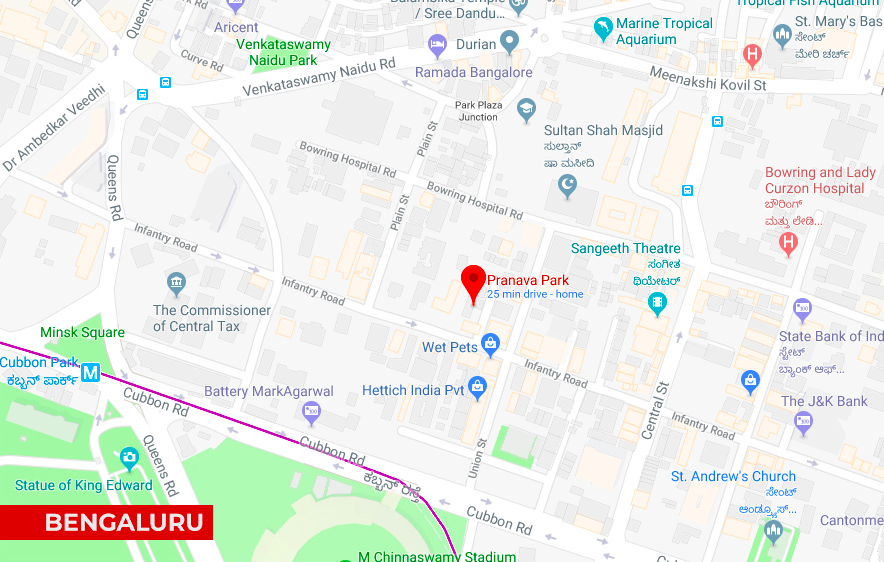 Balambika Temple
/ Sree Dandu...
Tropical Fish Aquarium
Aricent
Queens
Marine Tropical
Aquarium
St. Mary's Bas
ಸೇಂಟ್
ಮೇರಿ ಚರ್ಚ್
Venkataswamy
Naidu Park
Durian
Curve Rd
Ramada Bangalore
Venkataswamy Naidu Rd
Meenakshi Kovil St
Dr Ambedkar Veedhi
Park Plaza
Junction
Plain St
Sultan Shah Masjid
ಸುಲ್ತಾನ್
ಷಾ ಮಸೀದಿ
Bowring Hospital Rd
Queens Rd
Bowring and Lady
Curzon Hospital
ಬೌರಿಂಗ್
ಮತ್ತು ಲೇಡಿ...
Bowring Hospital Rd
Plain St
Infantry Road
Sangeeth Theatre
ಸಂಗೀತ
ಥಿಯೇಟರ್
Pranava Park
25 min drive - home
Infantry Road
The Commissioner
of Central Tax
Minsk Square
State Bank of Ind
ಸ್ಟೇಟ್
ಬ್ಯಾಂಕ್ ಆಫ್...
Wet Pets
Cubbon Park
ಕಬ್ಬನ್ ಪಾರ್ಕ್
M
Infantry Road
Battery MarkAgarwal
Hettich India Pvt
Cubbon Rd
The J&K Bank
Central St
Infantry Road
Queens Rd
Cubbon Rd
Union St
ಕಬ್ಬನ್ ರಸ್ತೆ
St. Andrew's Church
ಸೇಂಟ್
ಆಂಡ್ರ್ಯೂಸ್...
Statue of King Edward
Cubbon Rd
Cantonme
BENGALURU
M Chinnaswamy Stadium